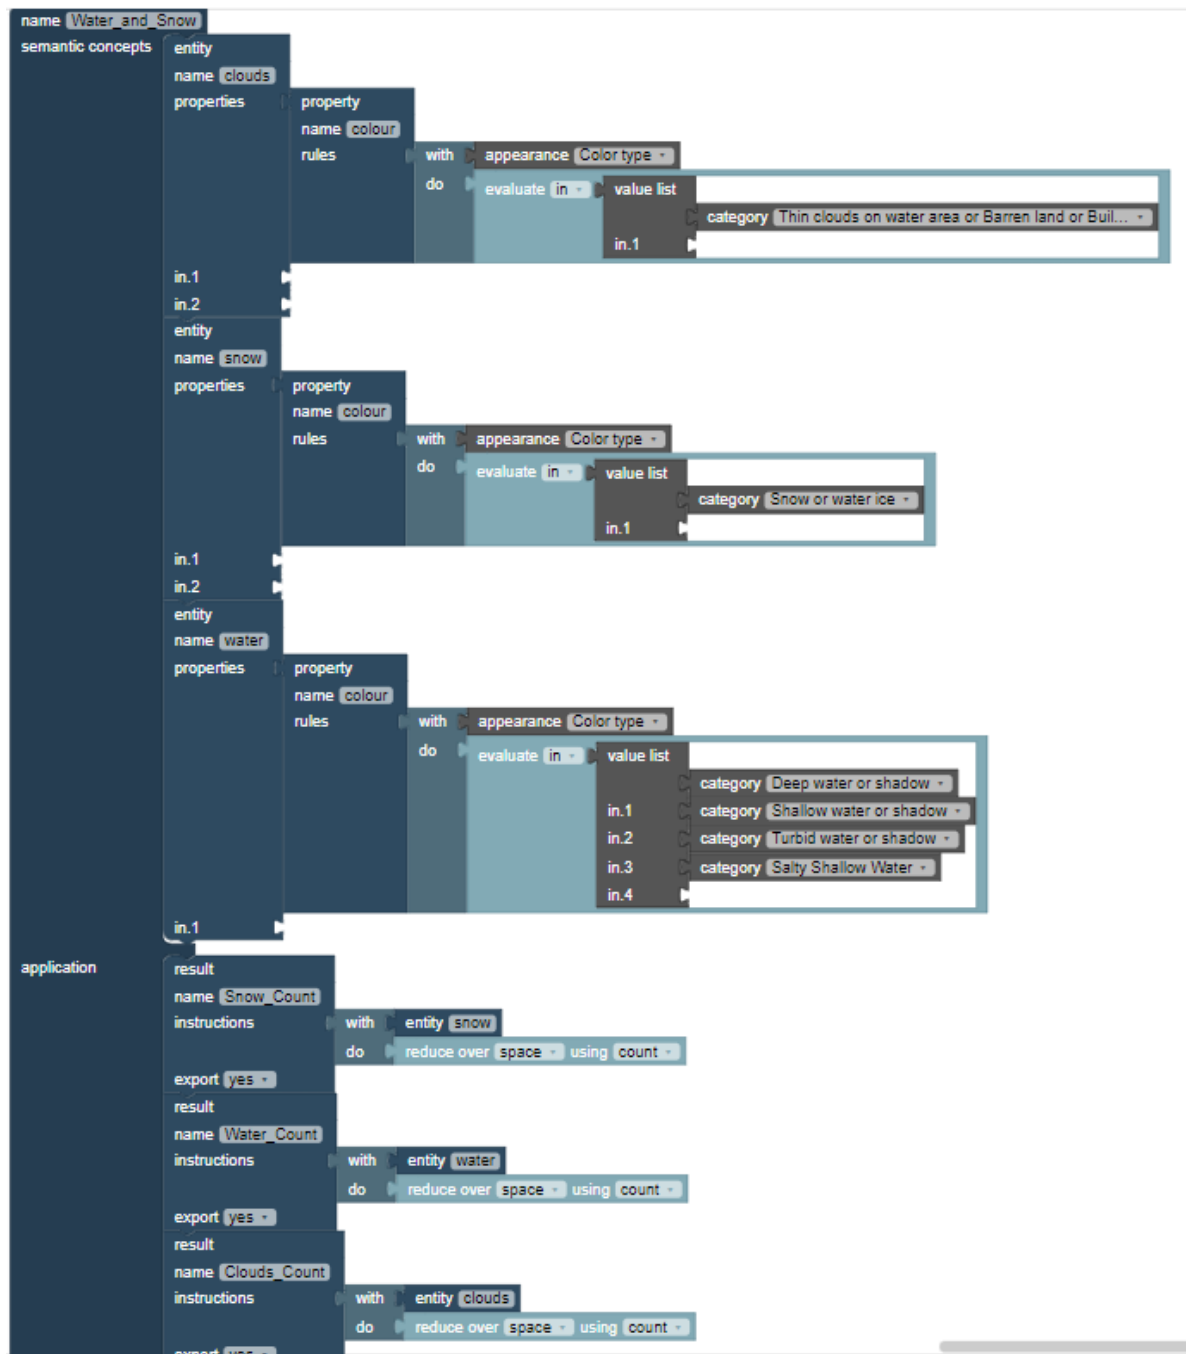 name Water_and_Snow
semantic concepts entity
name clouds
properties property
name colour
rules with appearance Color type
do evaluate in value list
category Thin clouds on water area or Barren land or Buil...
in.1
in.1
in.2
entity
name snow
properties property
name colour
rules with appearance Color type
do evaluate in value list
category Snow or water ice
in.1
in.1
in.2
entity
name water
properties property
name colour
rules with appearance Color type
do evaluate in value list
category Deep water or shadow
in.1 category Shallow water or shadow
in.2 category Turbid water or shadow
in.3 category Salty Shallow Water
in.4
in.1
application result
name Snow_Count
instructions with entity snow
do reduce over space using count
export yes
result
name Water_Count
instructions with entity water
do reduce over space using count
export yes
result
name Clouds_Count
instructions with entity clouds
do reduce over space using count
export yes